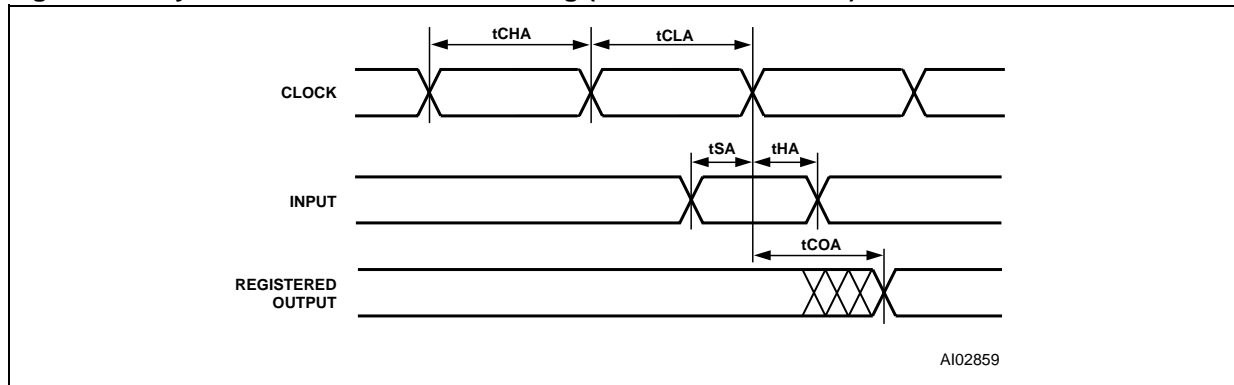 tCHA tCLA
CLOCK
tSA tHA
INPUT
tCOA
REGISTERED
OUTPUT
AI02859